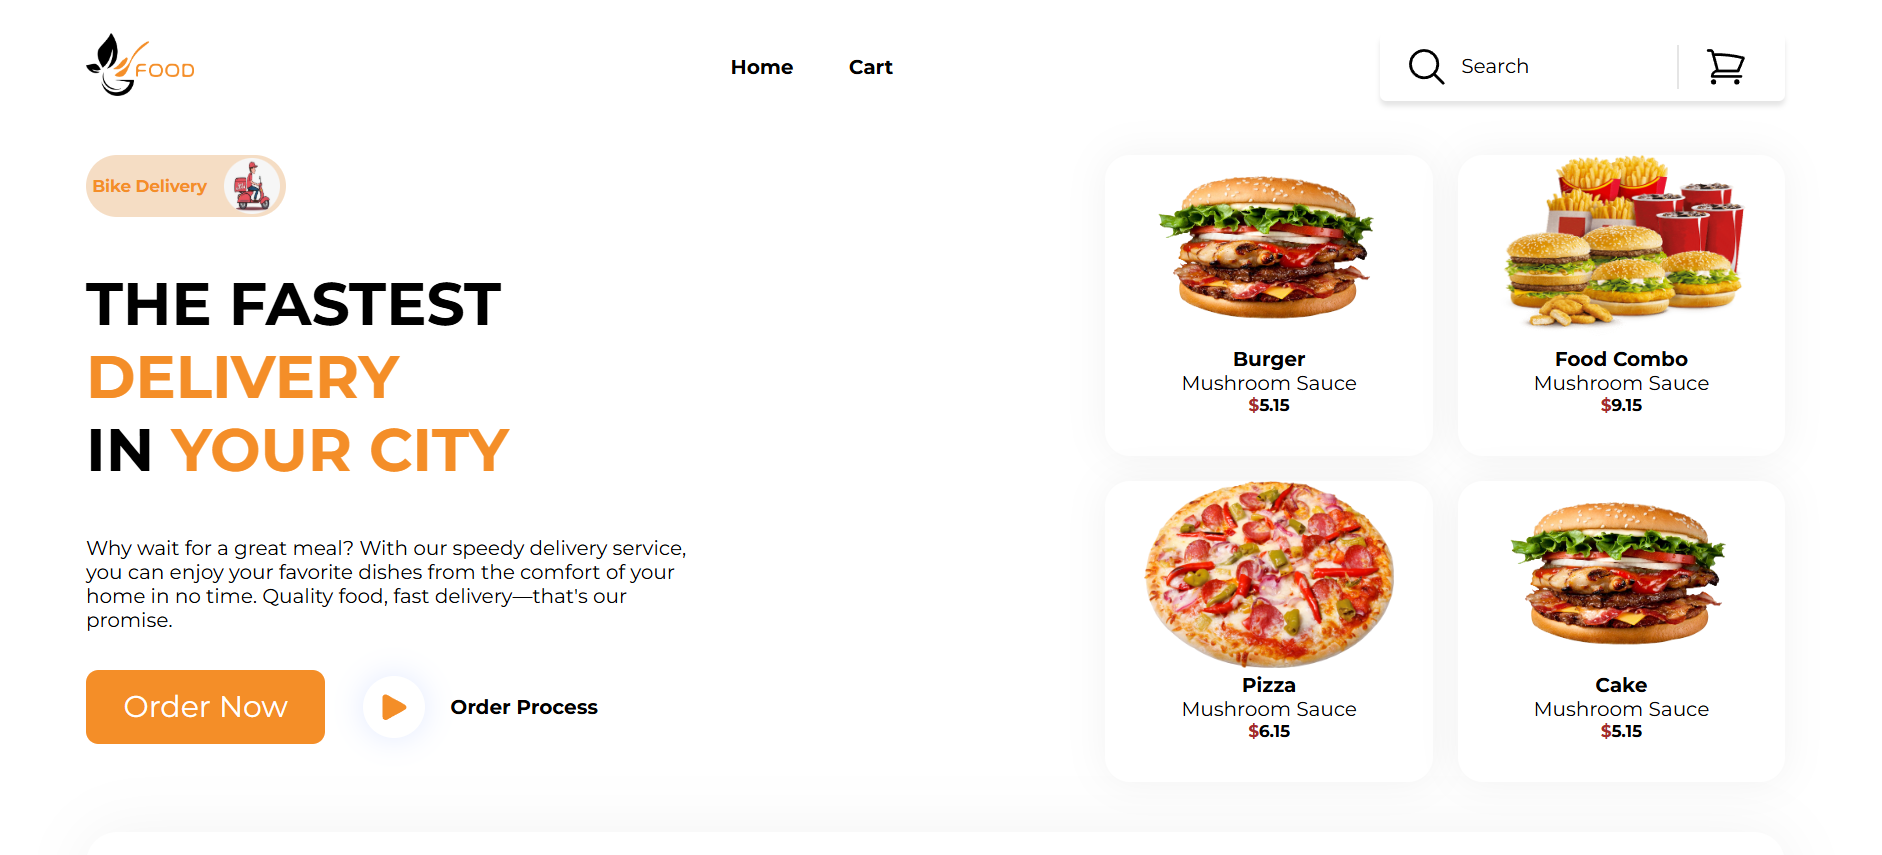 FOOD
Home
Cart
Search
Bike Delivery
THE FASTEST
DELIVERY
IN YOUR CITY
Why wait for a great meal? With our speedy delivery service,
you can enjoy your favorite dishes from the comfort of your
home in no time. Quality food, fast delivery—that's our
promise.
Order Now
Order Process
Burger
Mushroom Sauce
$5.15
Food Combo
Mushroom Sauce
$9.15
Pizza
Mushroom Sauce
$6.15
Cake
Mushroom Sauce
$5.15